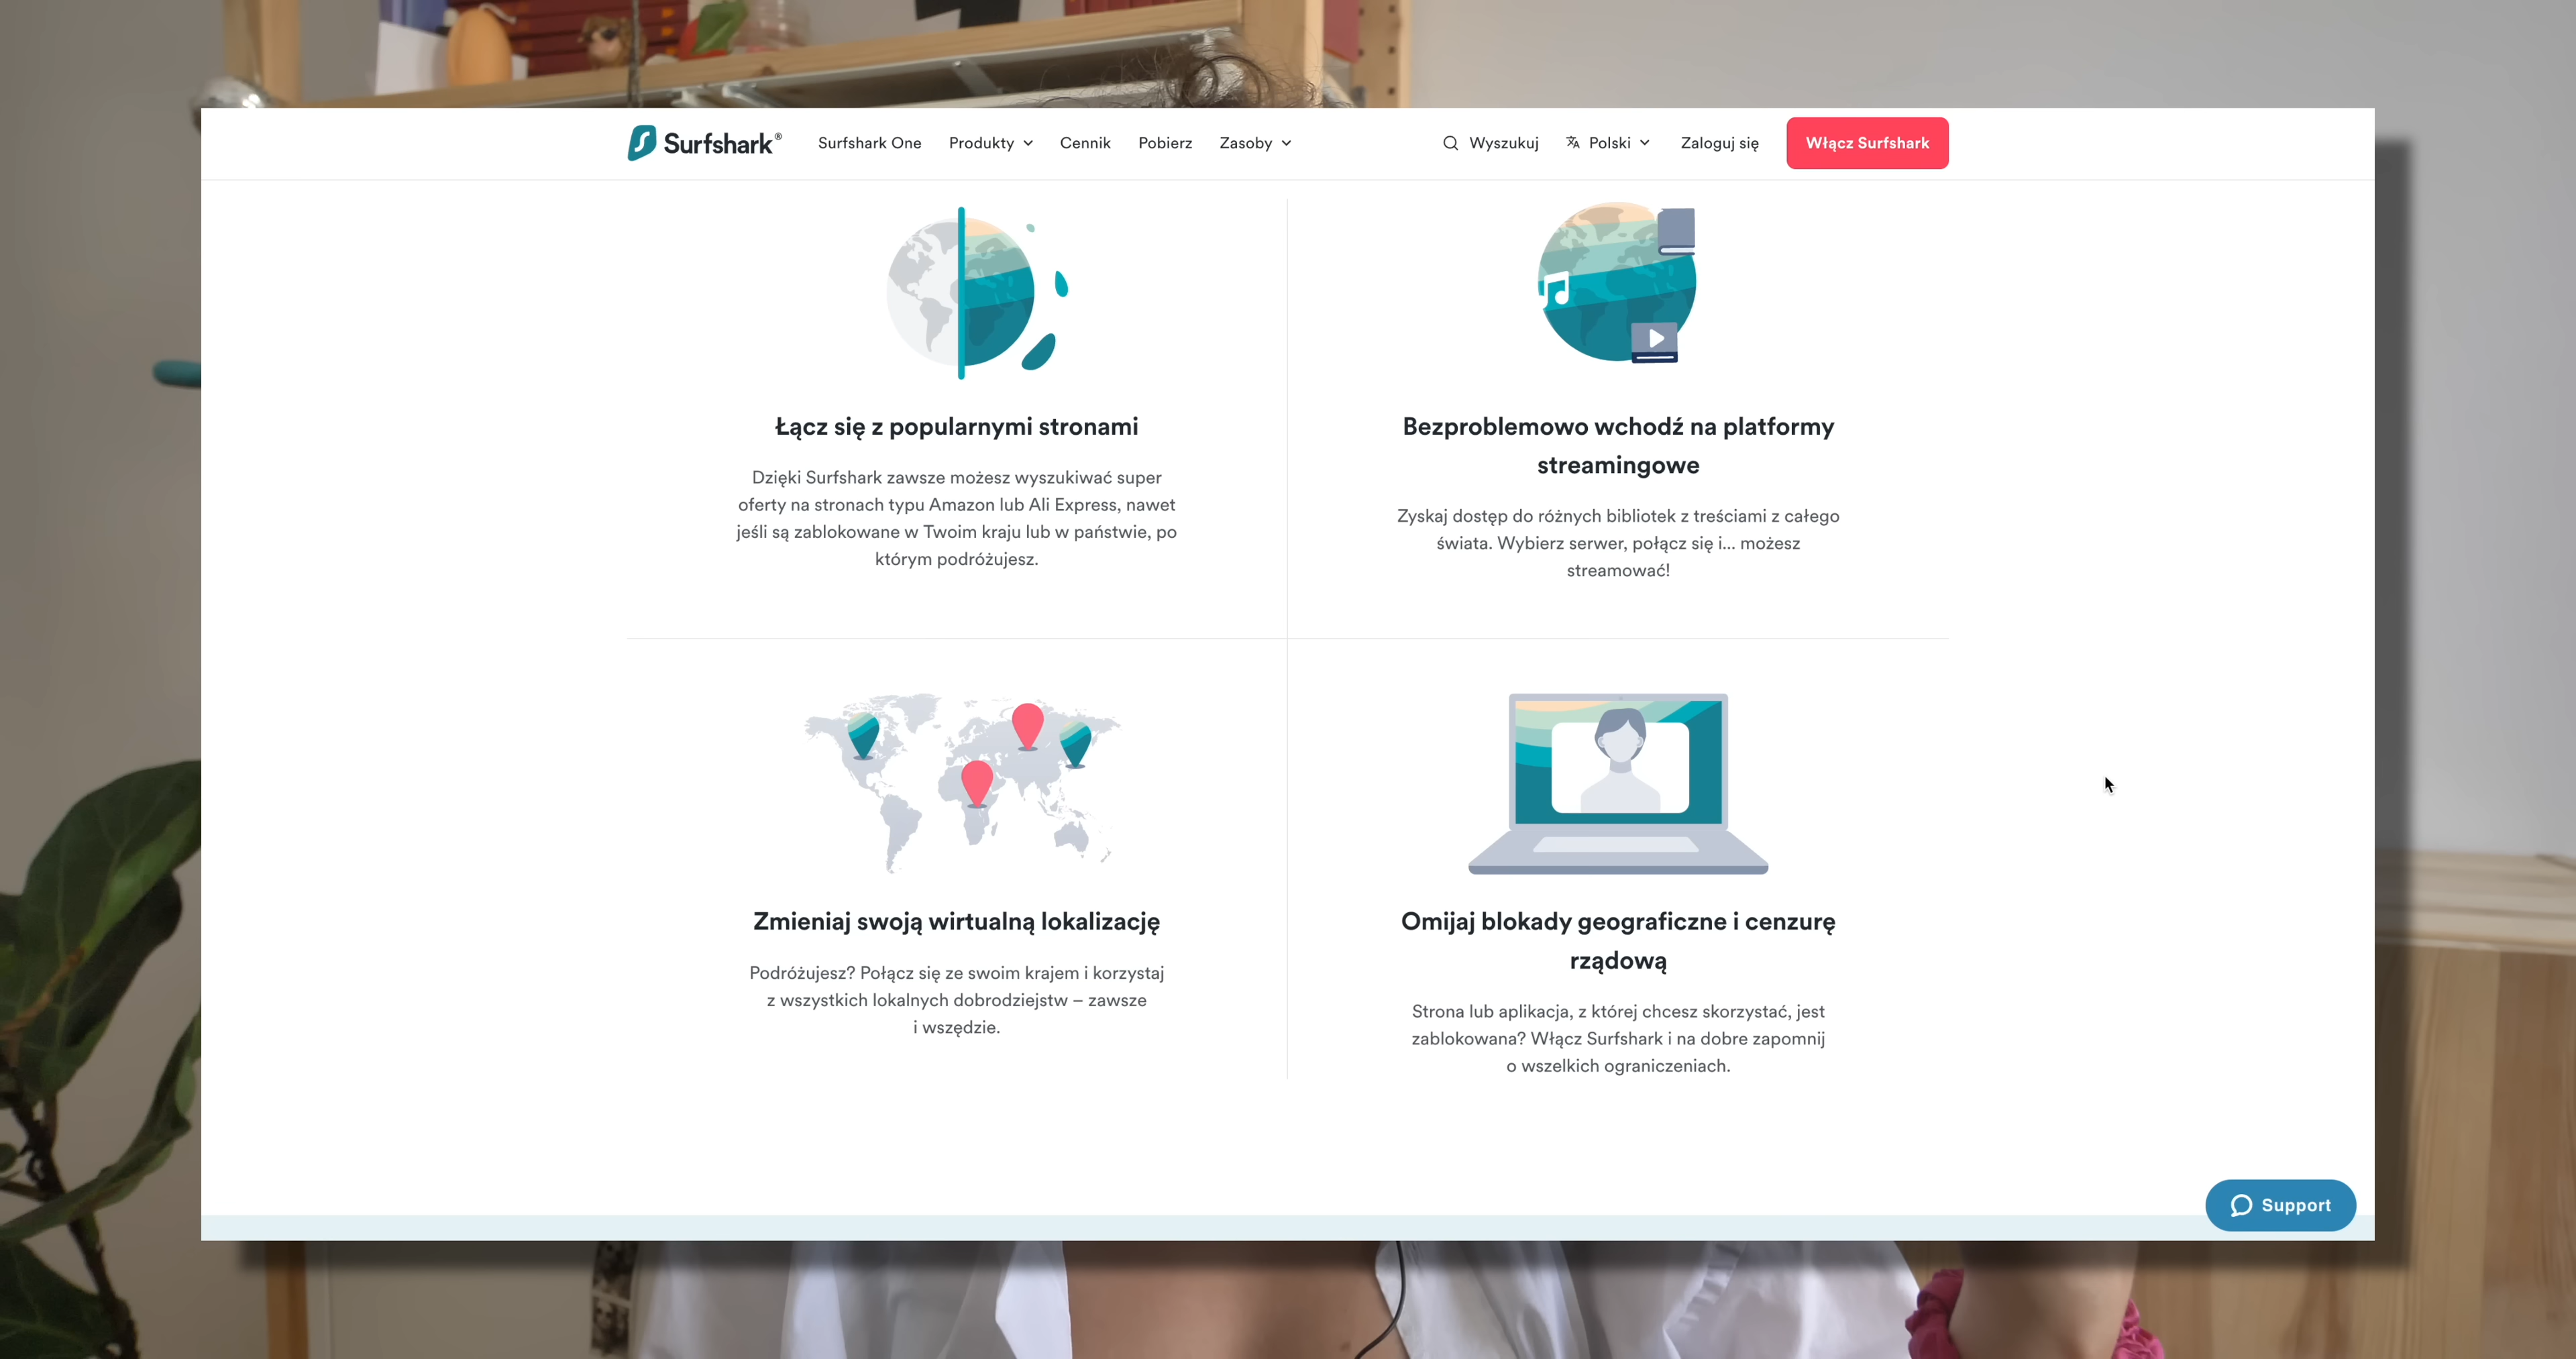 Surfshark®
Surfshark One
Produkty
Cennik
Pobierz
Zasoby
Wyszukuj
Polski
Zaloguj się
Włącz Surfshark
Łącz się z popularnymi stronami
Dzięki Surfshark zawsze możesz wyszukiwać super
oferty na stronach typu Amazon lub Ali Express, nawet
jeśli są zablokowane w Twoim kraju lub w państwie, po
którym podróżujesz.
Bezproblemowo wchodź na platformy
streamingowe
Zyskaj dostęp do różnych bibliotek z treściami z całego
świata. Wybierz serwer, połącz się i... możesz
streamować!
Zmieniaj swoją wirtualną lokalizację
Podróżujesz? Połącz się ze swoim krajem i korzystaj
z wszystkich lokalnych dobrodziejstw – zawsze
i wszędzie.
Omijaj blokady geograficzne i cenzurę
rządową
Strona lub aplikacja, z której chcesz skorzystać, jest
zablokowana? Włącz Surfshark i na dobre zapomnij
o wszelkich ograniczeniach.
Support